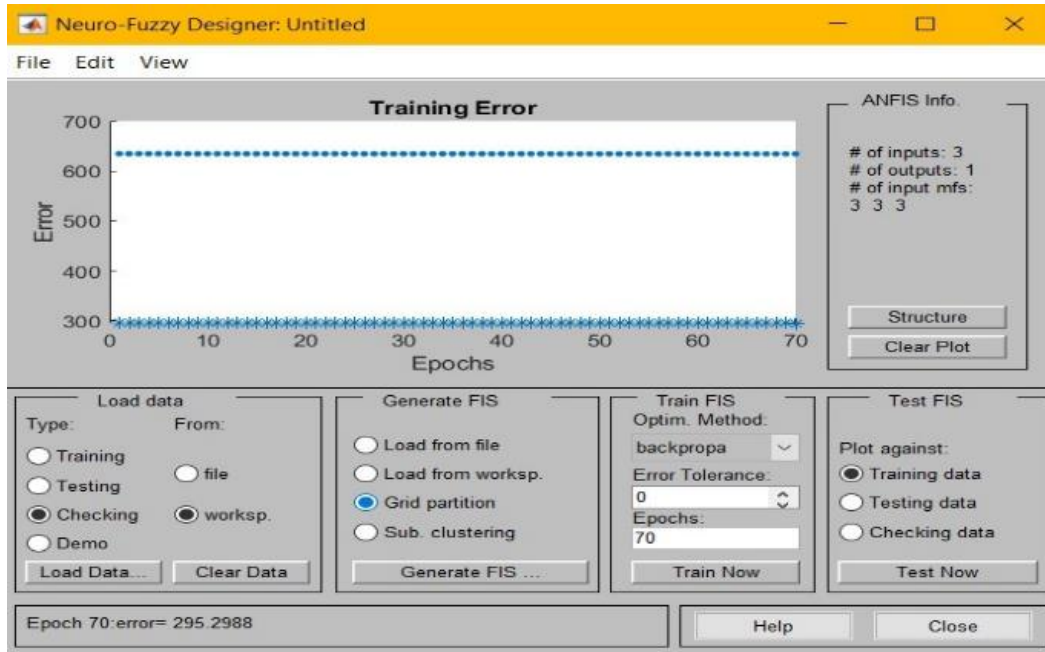 Neuro-Fuzzy Designer: Untitled
File Edit View
Training Error
700
600
500
400
300
Error
0 10 20 30 40 50 60 70
Epochs
ANFIS Info.
# of inputs: 3
# of outputs: 1
# of input mfs:
3 3 3
Structure
Clear Plot
Load data
Type: From:
Training
file
Testing
Checking
worksp.
Demo
Load Data... Clear Data
Generate FIS
Load from file
Load from worksp.
Grid partition
Sub. clustering
Generate FIS ...
Train FIS
Optim. Method:
backpropa
Error Tolerance:
0
Epochs:
70
Train Now
Test FIS
Plot against:
Training data
Testing data
Checking data
Test Now
Epoch 70:error= 295.2988
Help
Close